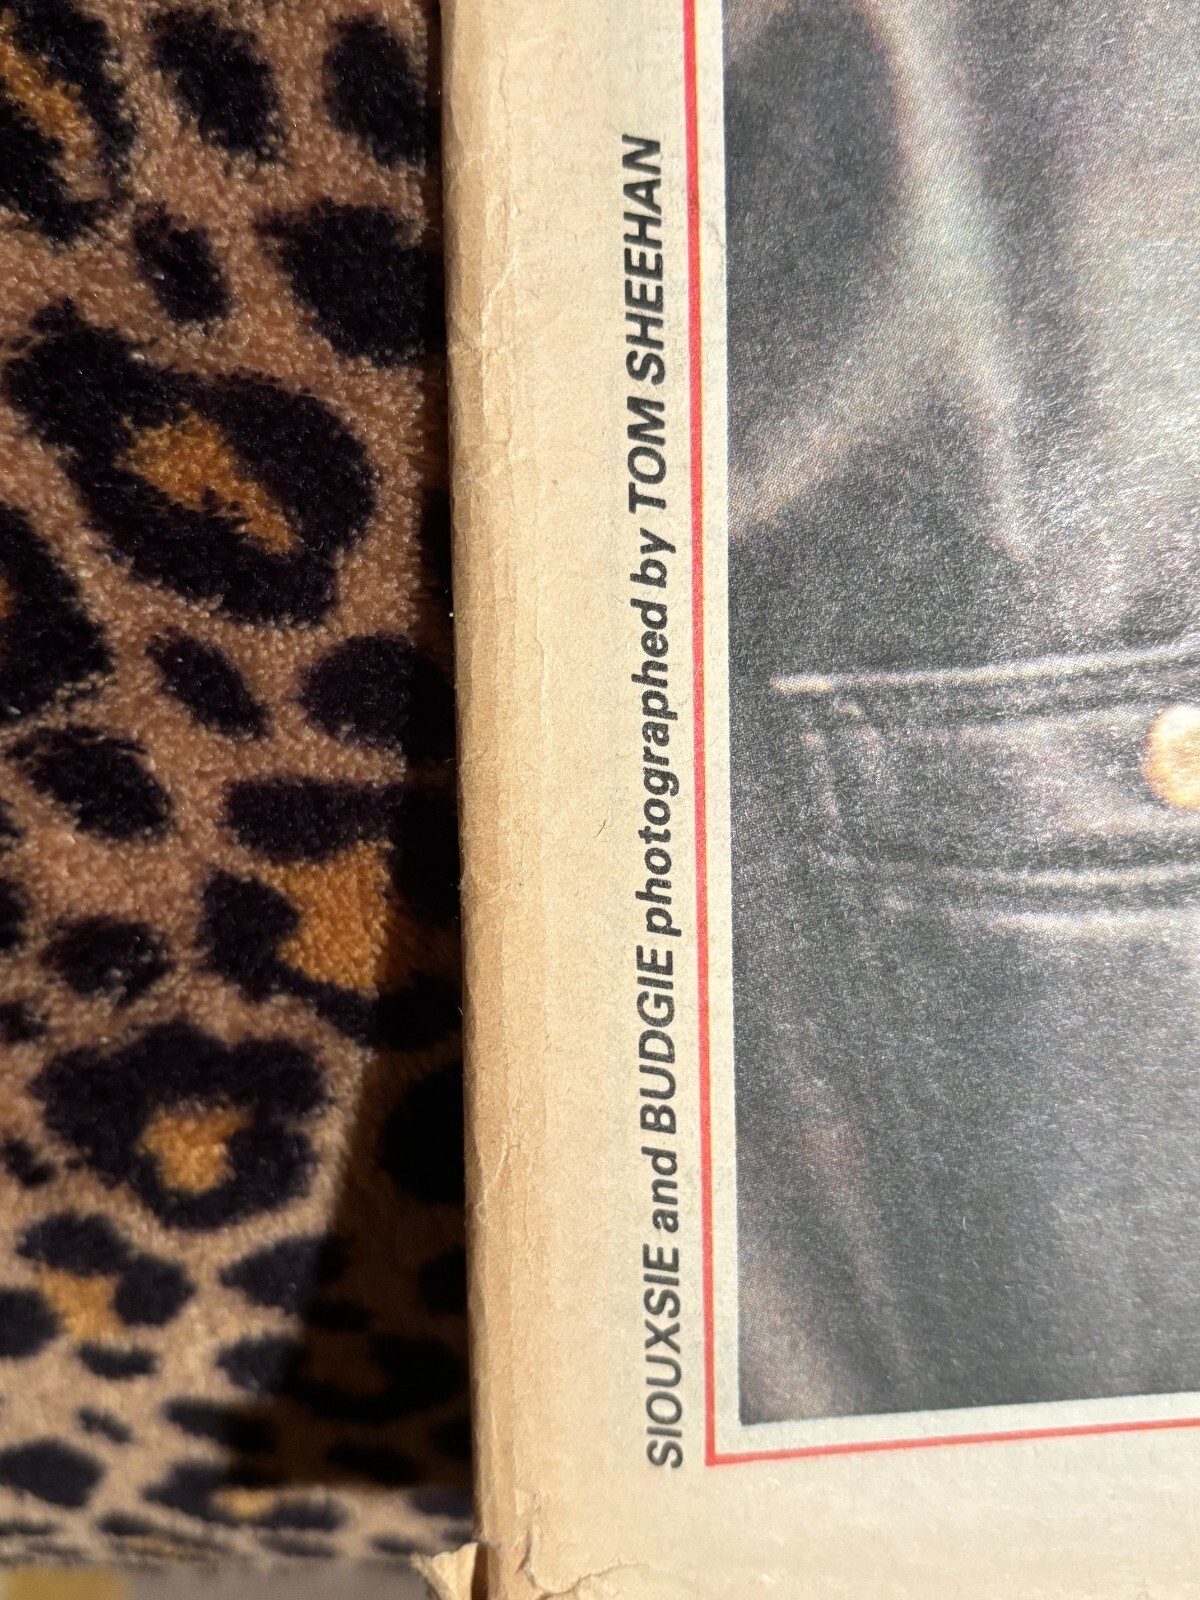 SIOUXSIE and BUDGIE photographed by TOM SHEEHAN